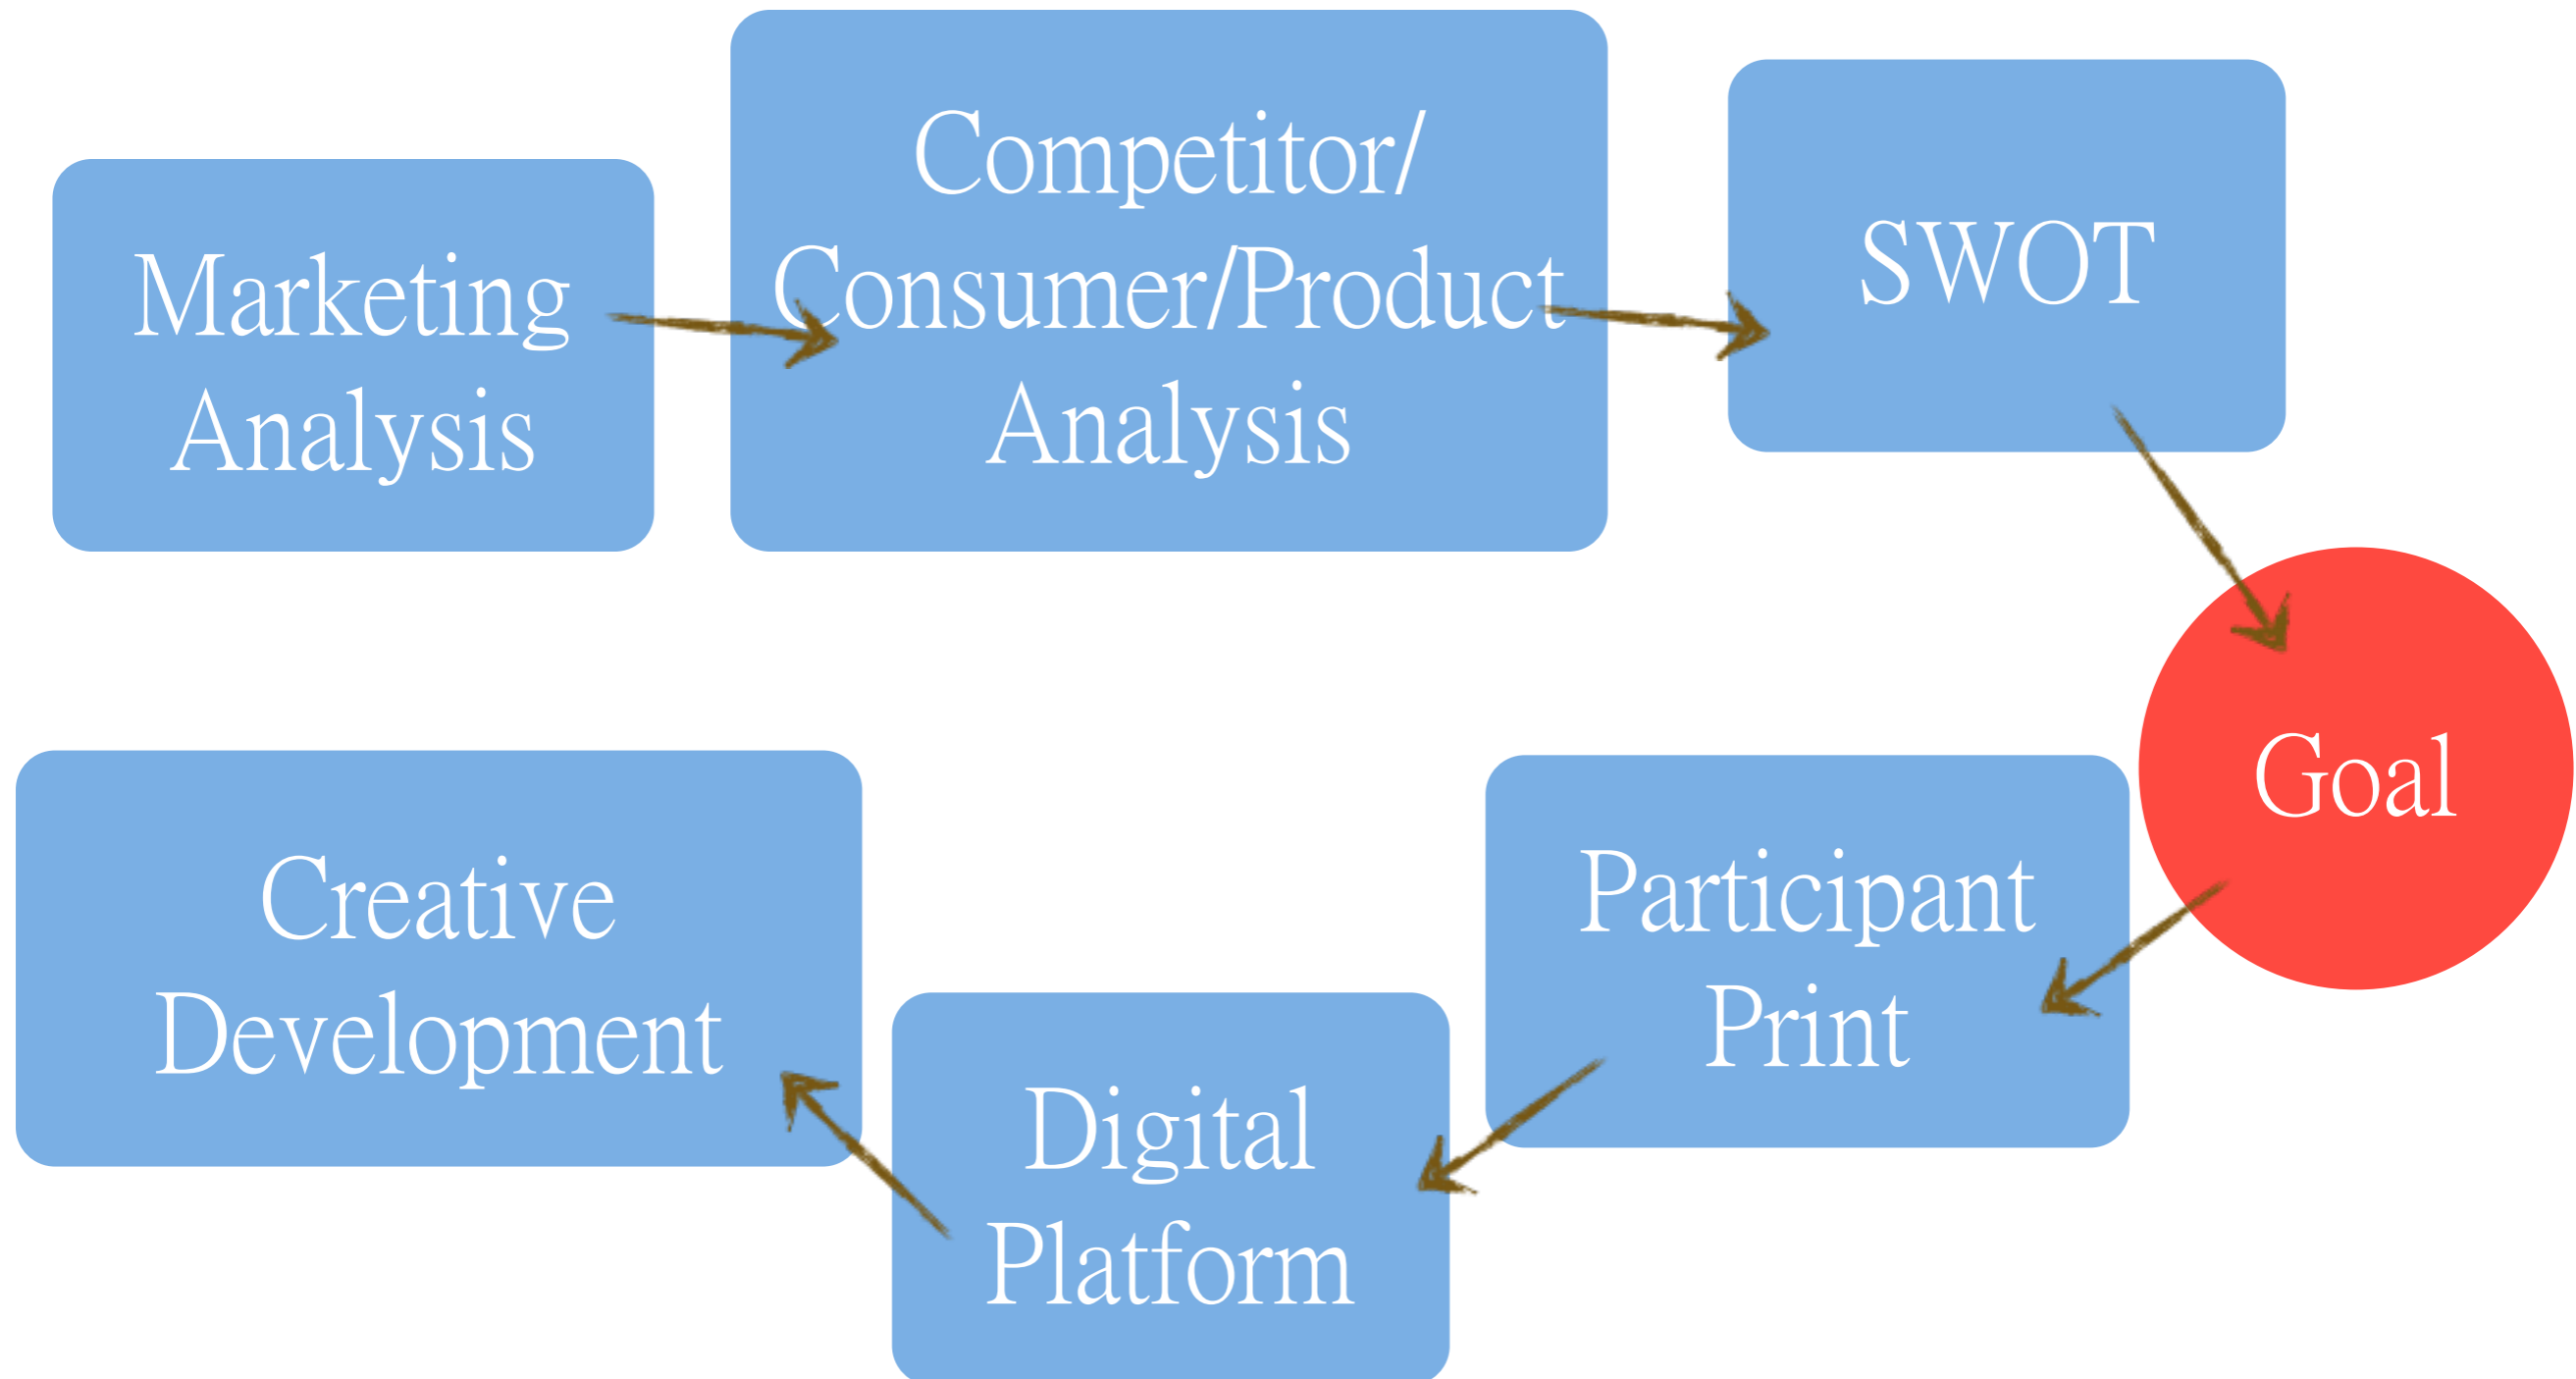 Marketing
Analysis
Competitor/
Consumer/Product
Analysis
SWOT
Goal
Participant
Print
Digital
Platform
Creative
Development